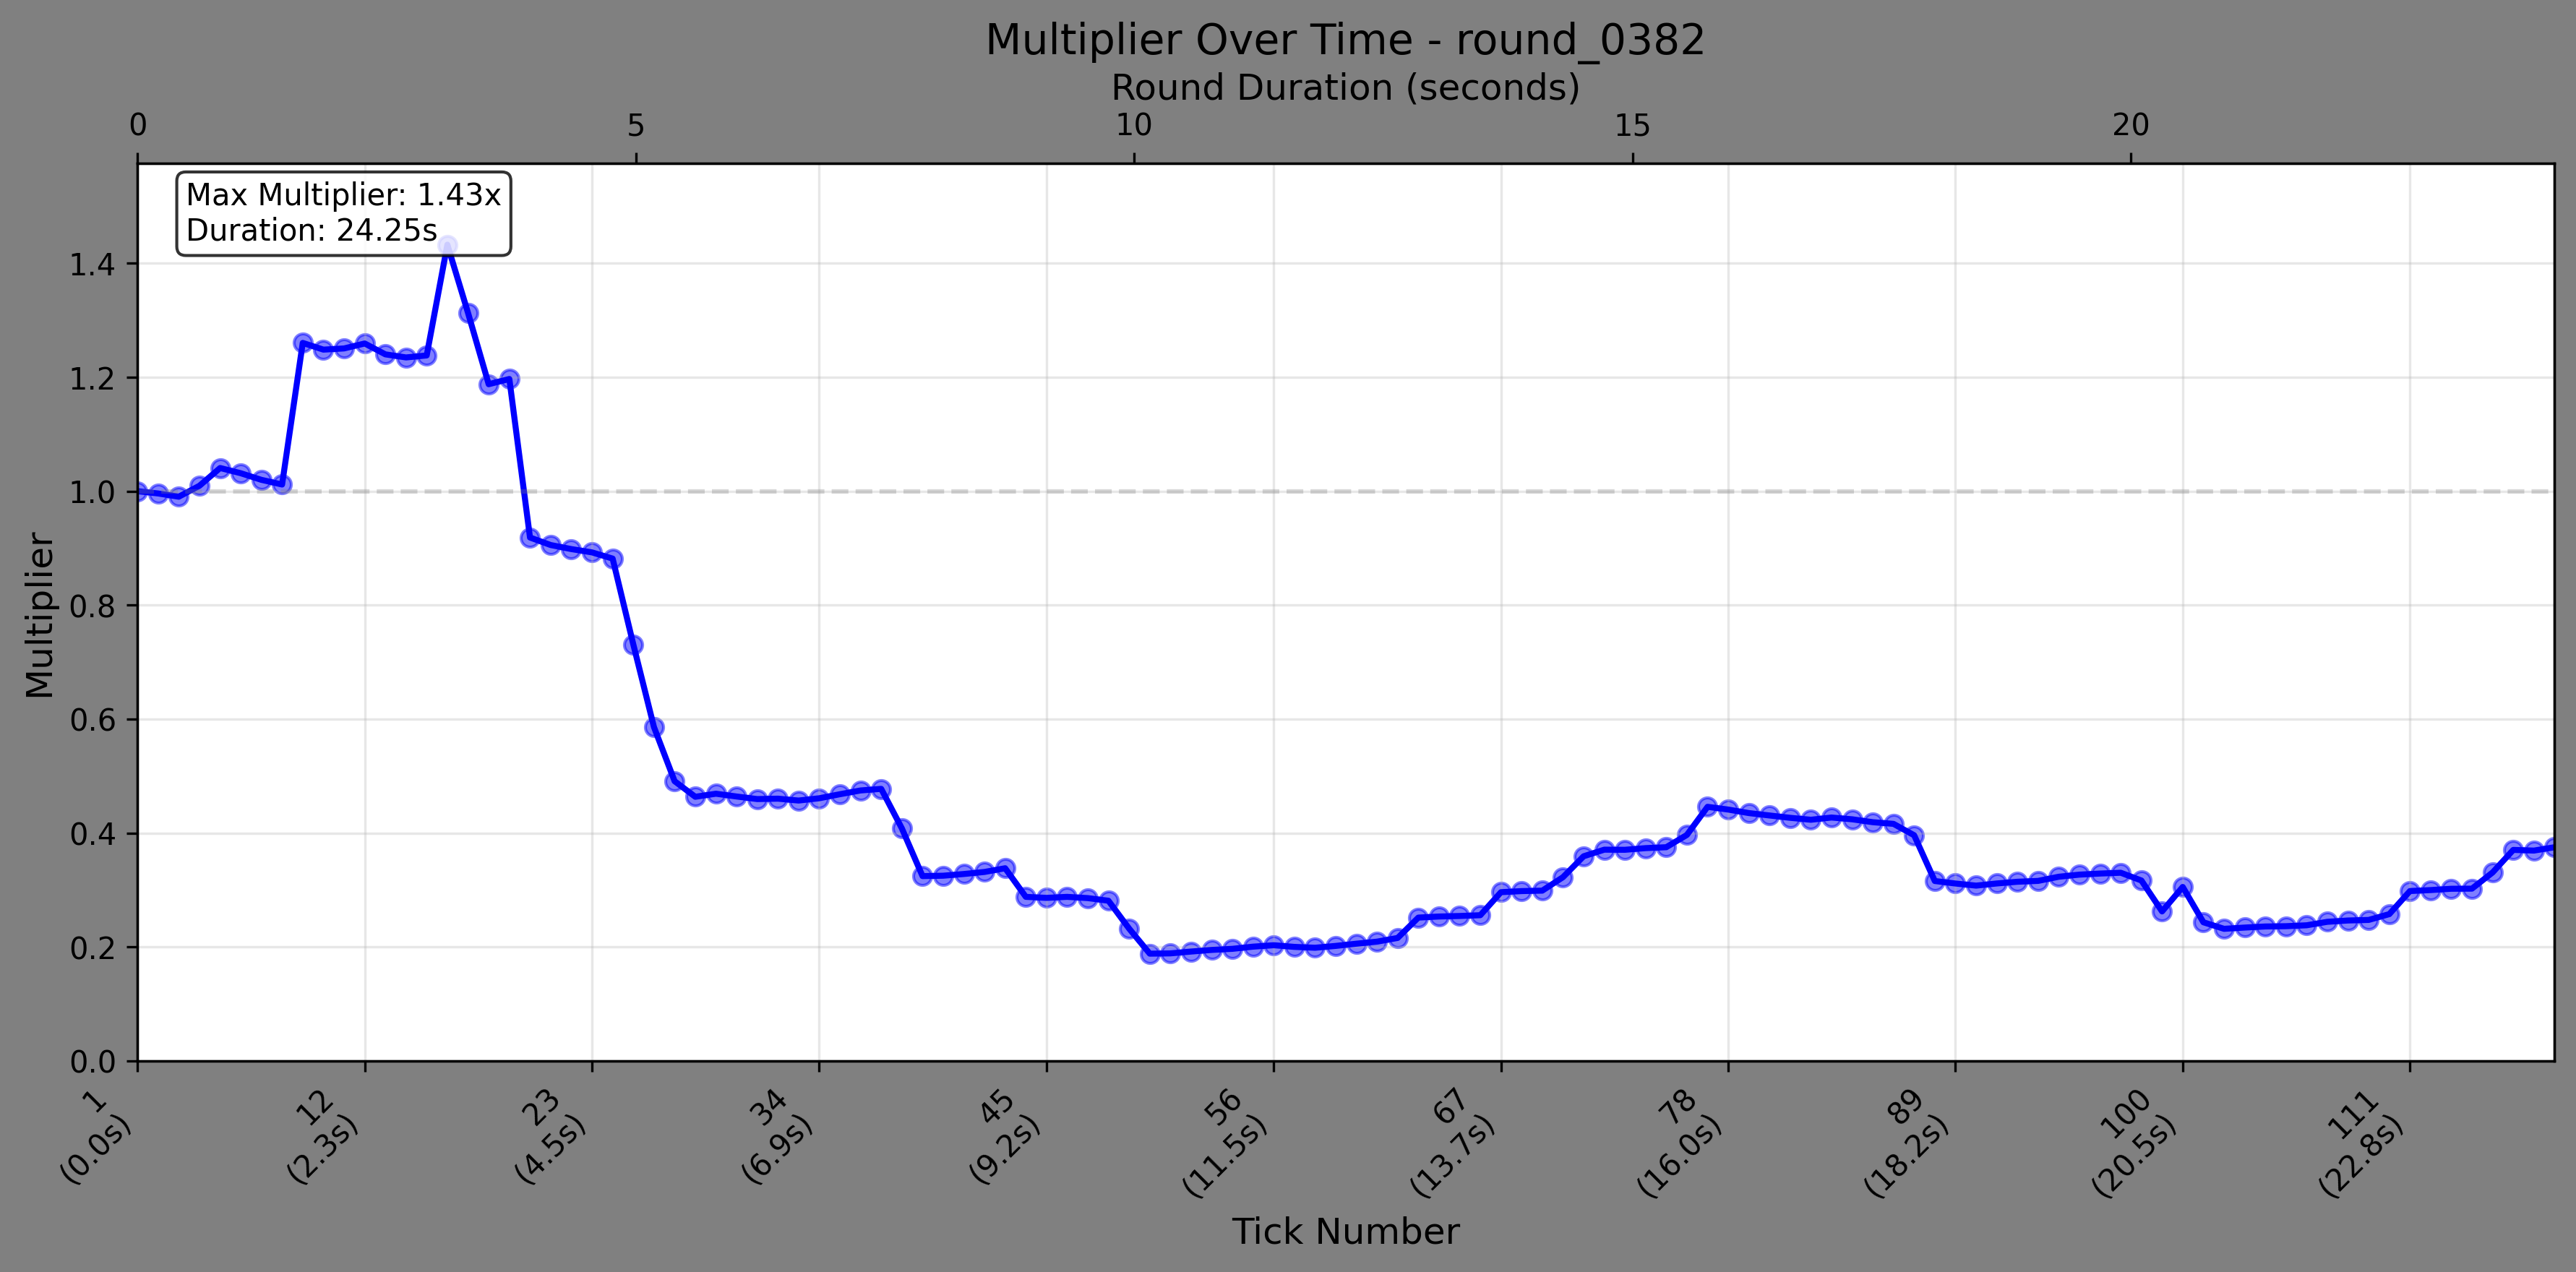 Multiplier Over Time - round_0382
Round Duration (seconds)
0 5 10 15 20
Max Multiplier: 1.43x
Duration: 24.25s
Multiplier
1.4
1.2
1.0
0.8
0.6
0.4
0.2
0.0
1
(0.0s)
12
(2.3s)
23
(4.5s)
34
(6.9s)
45
(9.2s)
56
(11.5s)
67
(13.7s)
78
(16.0s)
89
(18.2s)
100
(20.5s)
111
(22.8s)
Tick Number